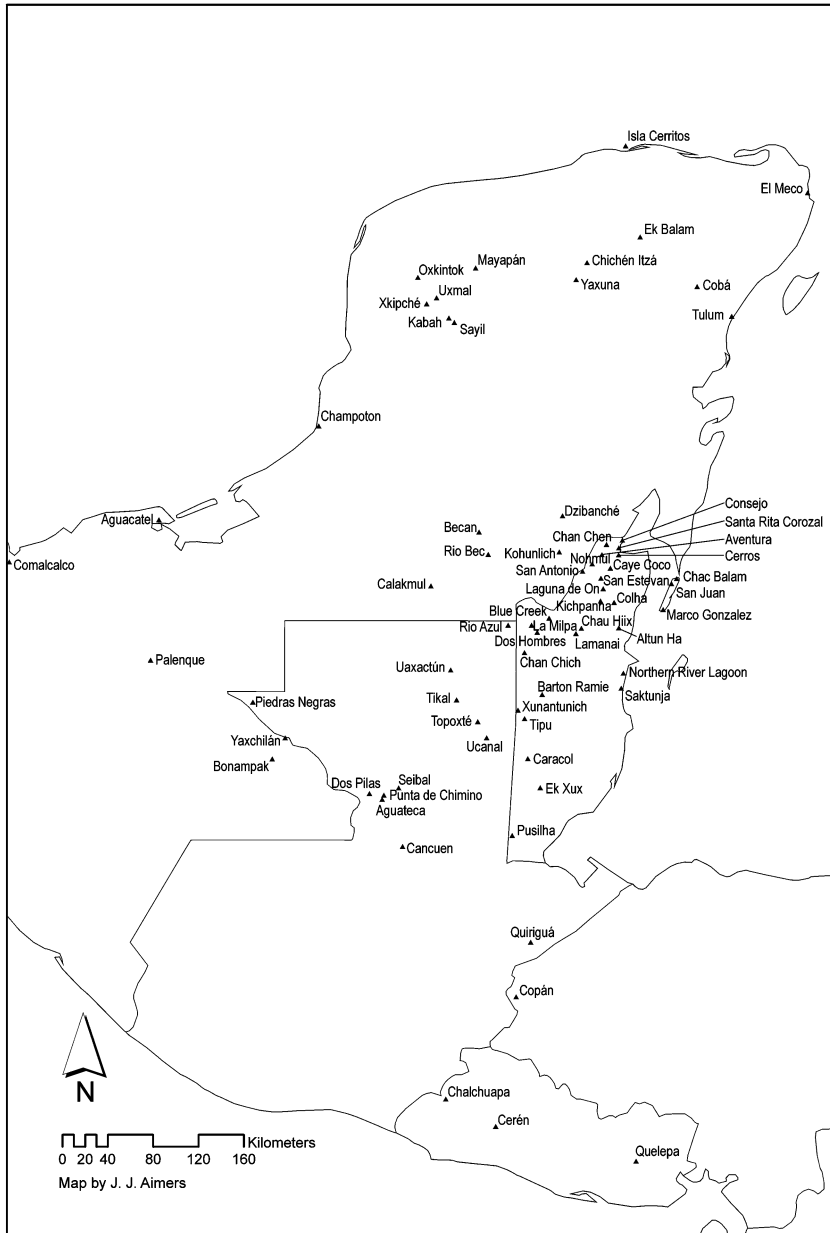 Isla Cerritos
El Meco
Ek Balam
Mayapán
Chichén Itzá
Oxkintok
Yaxuna
Cobá
Uxmal
Xkipché
Tulum
Kabah
Sayil
Champoton
Consejo
Dzibanché
Aguacatel
Santa Rita Corozal
Becan
Chan Chen
Aventura
Rio Bec
Kohunlich
Nohmul
Cerros
Comalcalco
San Antonio
Caye Coco
Calakmul
Laguna de On
San Estevan
Chac Balam
San Juan
Kichpanha
Colha
Blue Creek
Marco Gonzalez
Rio Azul
La Milpa
Chau Hiix
Dos Hombres
Lamanai
Altun Ha
Palenque
Chan Chich
Uaxactún
Northern River Lagoon
Barton Ramie
Saktunja
Tikal
Piedras Negras
Xunantunich
Topoxté
Tipu
Yaxchilán
Ucanal
Bonampak
Caracol
Dos Pilas
Seibal
Ek Xux
Punta de Chimino
Aguateca
Pusilha
Cancuen
Quiriguá
Copán
N
Chalchuapa
Cerén
Kilometers
Quelepa
0 20 40 80 120 160
Map by J. J. Aimers